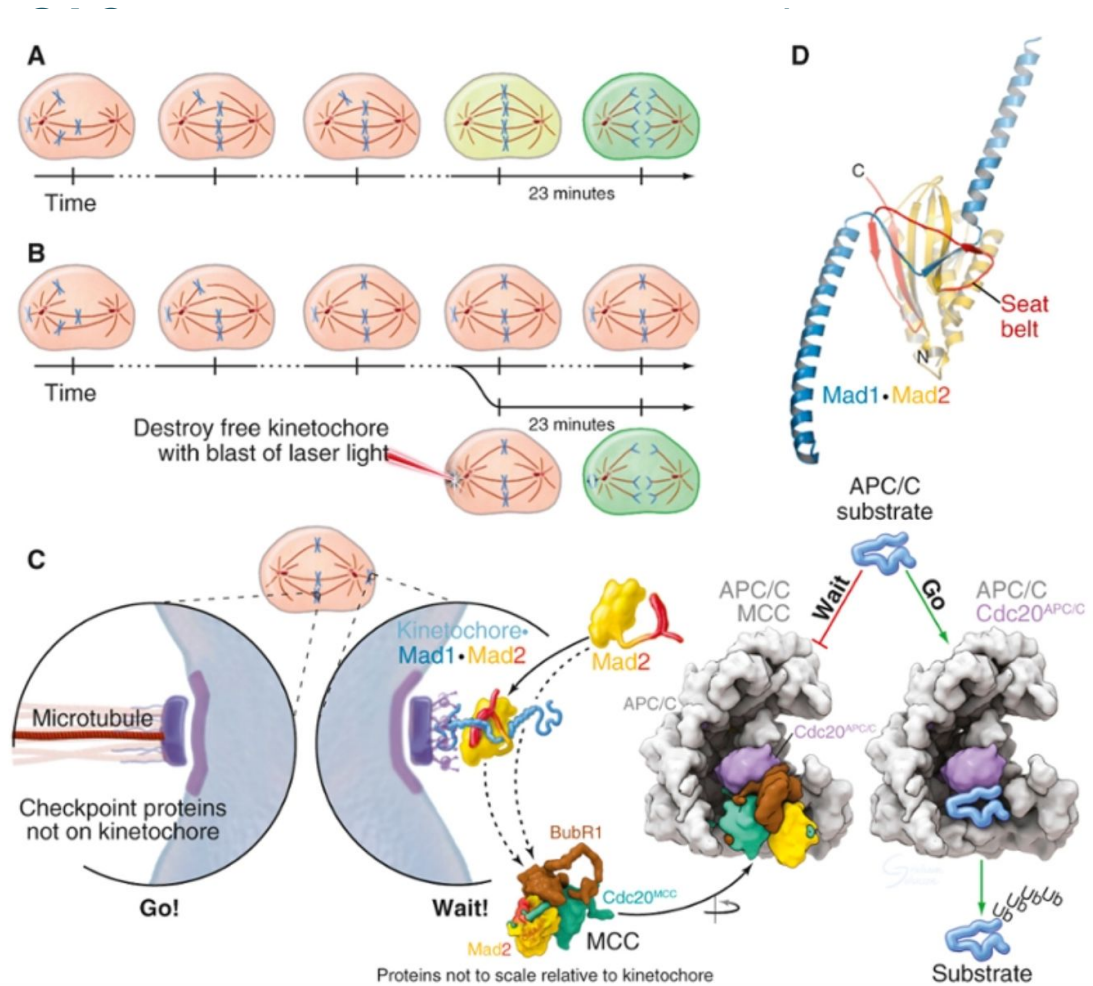 A
Time
23 minutes
B
Time
23 minutes
Destroy free kinetochore
with blast of laser light
C
Microtubule
Checkpoint proteins
not on kinetochore
Go!
Kinetochore•
Mad1•Mad2
Wait!
Mad2
BubR1
Cdc20MCC
Mad2
MCC
Proteins not to scale relative to kinetochore
D
C
N
Seat
belt
Mad1•Mad2
APC/C
substrate
Wait
Go
APC/C
MCC
APC/C
Cdc20APC/C
APC/C
Cdc20APC/C
Ub Ub Ub Ub Ub
Substrate